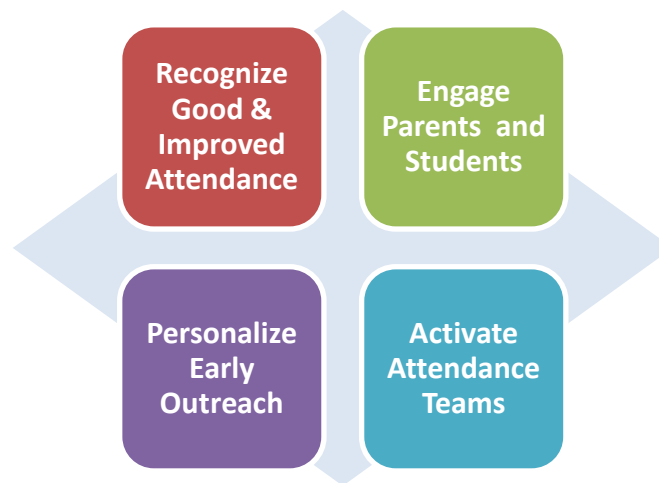 Recognize
Good &
Improved
Attendance
Engage
Parents and
Students
Personalize
Early
Outreach
Activate
Attendance
Teams